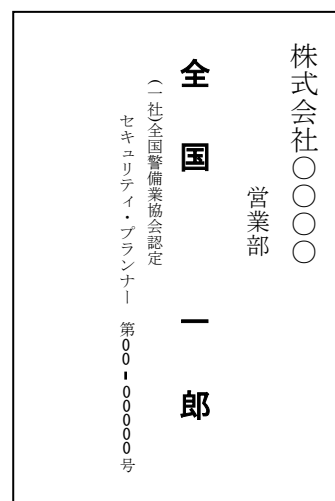 株式会社〇〇〇〇
営業部
全国 一郎
(一社)全国警備業協会認定
セキュリティ・プランナー 第00-00000号